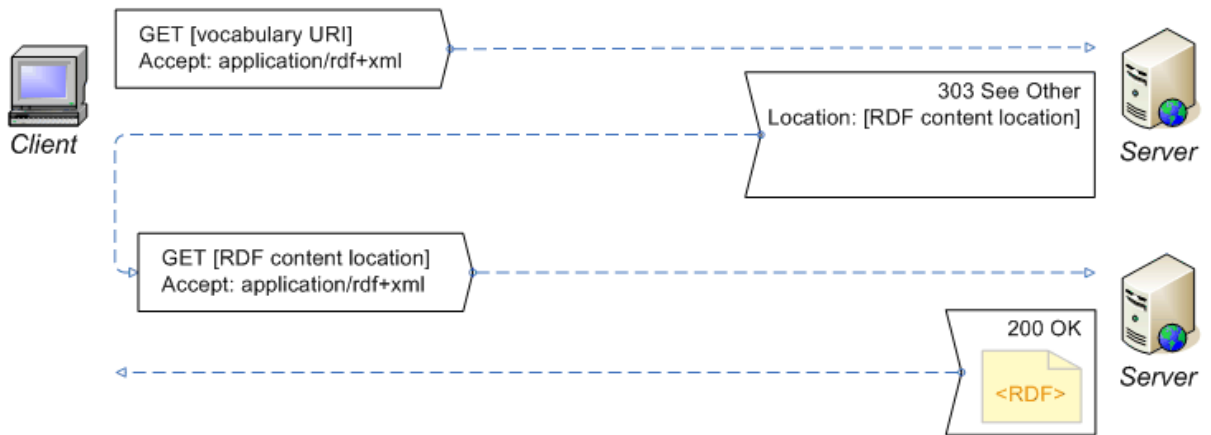 GET [vocabulary URI]
Accept: application/rdf+xml
Client
303 See Other
Location: [RDF content location]
Server
GET [RDF content location]
Accept: application/rdf+xml
200 OK
<RDF>
Server